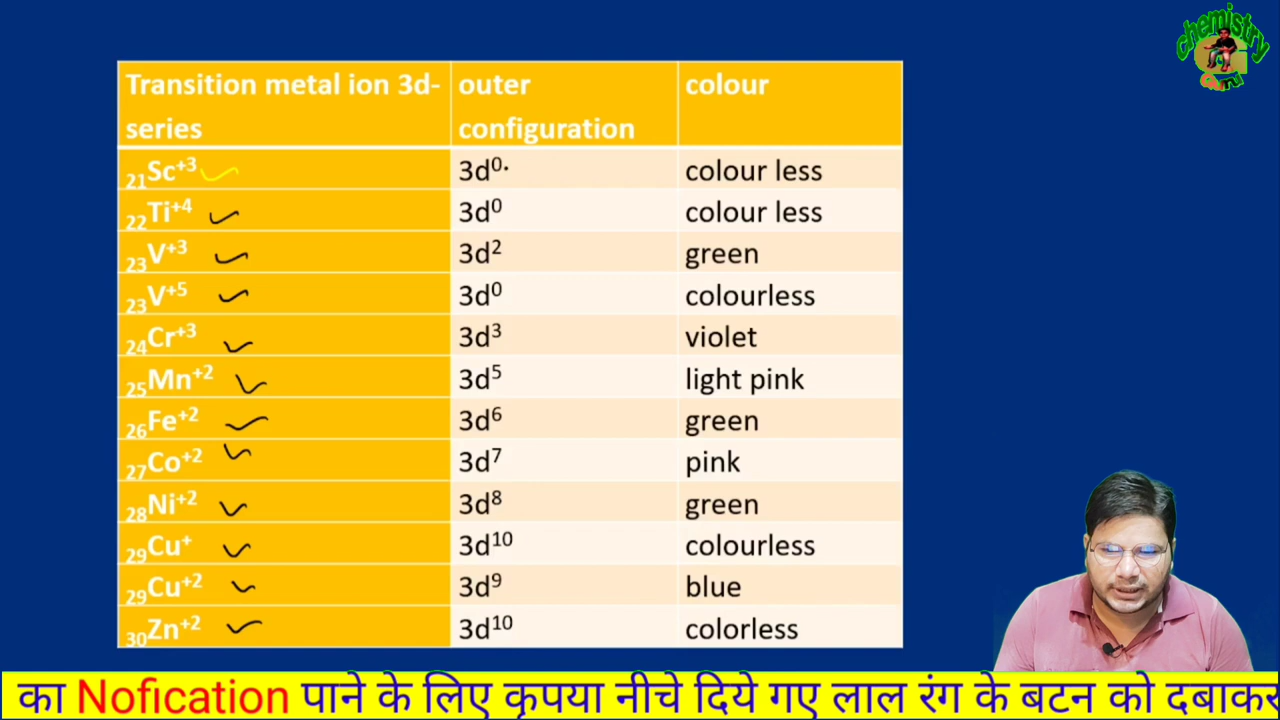 chemistry
Guru
Transition metal ion 3d-
series
outer
configuration
colour
₂₁Sc⁺³ 3d⁰· colour less
₂₂Ti⁺⁴ 3d⁰ colour less
₂₃V⁺³ 3d² green
₂₃V⁺⁵ 3d⁰ colourless
₂₄Cr⁺³ 3d³ violet
₂₅Mn⁺² 3d⁵ light pink
₂₆Fe⁺² 3d⁶ green
₂₇Co⁺² 3d⁷ pink
₂₈Ni⁺² 3d⁸ green
₂₉Cu⁺ 3d¹⁰ colourless
₂₉Cu⁺² 3d⁹ blue
₃₀Zn⁺² 3d¹⁰ colorless
का Nofication पाने के लिए कृपया नीचे दिये गए लाल रंग के बटन को दबाकर